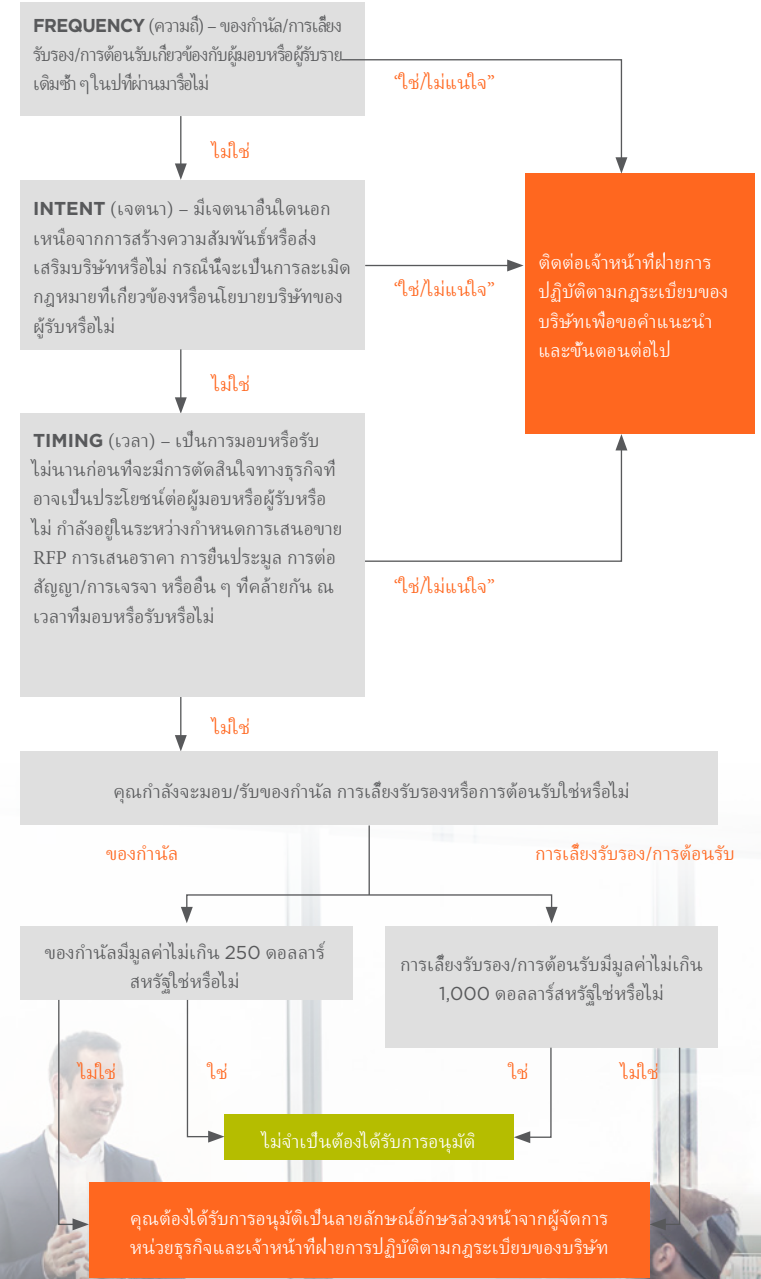 FREQUENCY (ความถี่) – ของกำนัล/การเลี้ยง
รับรอง/การต้อนรับเกี่ยวข้องกับผู้มอบหรือผู้รับราย
เดิมซ้ำ ๆ ในปีที่ผ่านมารือไม่
“ใช่/ไม่แน่ใจ”
ไม่ใช่
INTENT (เจตนา) – มีเจตนาอื่นใดนอก
เหนือจากการสร้างความสัมพันธ์หรือส่ง
เสริมบริษัทหรือไม่ กรณีนี้จะเป็นการละเมิด
กฎหมายที่เกี่ยวข้องหรือนโยบายบริษัทของ
ผู้รับหรือไม่
“ใช่/ไม่แน่ใจ”
ติดต่อเจ้าหน้าที่ฝ่ายการ
ปฏิบัติตามกฎระเบียบของ
บริษัทเพื่อขอคำแนะนำ
และขั้นตอนต่อไป
ไม่ใช่
TIMING (เวลา) – เป็นการมอบหรือรับ
ไม่นานก่อนที่จะมีการตัดสินใจทางธุรกิจที่
อาจเป็นประโยชน์ต่อผู้มอบหรือผู้รับหรือ
ไม่ กำลังอยู่ในระหว่างกำหนดการเสนอขาย
RFP การเสนอราคา การยื่นประมูล การต่อ
สัญญา/การเจรจา หรืออื่น ๆ ที่คล้ายกัน ณ
เวลาที่มอบหรือรับหรือไม่
“ใช่/ไม่แน่ใจ”
ไม่ใช่
คุณกำลังจะมอบ/รับของกำนัล การเลี้ยงรับรองหรือการต้อนรับใช่หรือไม่
ของกำนัล
การเลี้ยงรับรอง/การต้อนรับ
ของกำนัลมีมูลค่าไม่เกิน 250 ดอลลาร์
สหรัฐใช่หรือไม่
การเลี้ยงรับรอง/การต้อนรับมีมูลค่าไม่เกิน
1,000 ดอลลาร์สหรัฐใช่หรือไม่
ไม่ใช่
ใช่
ใช่
ไม่ใช่
ไม่จำเป็นต้องได้รับการอนุมัติ
คุณต้องได้รับการอนุมัติเป็นลายลักษณ์อักษรล่วงหน้าจากผู้จัดการ
หน่วยธุรกิจและเจ้าหน้าที่ฝ่ายการปฏิบัติตามกฎระเบียบของบริษัท